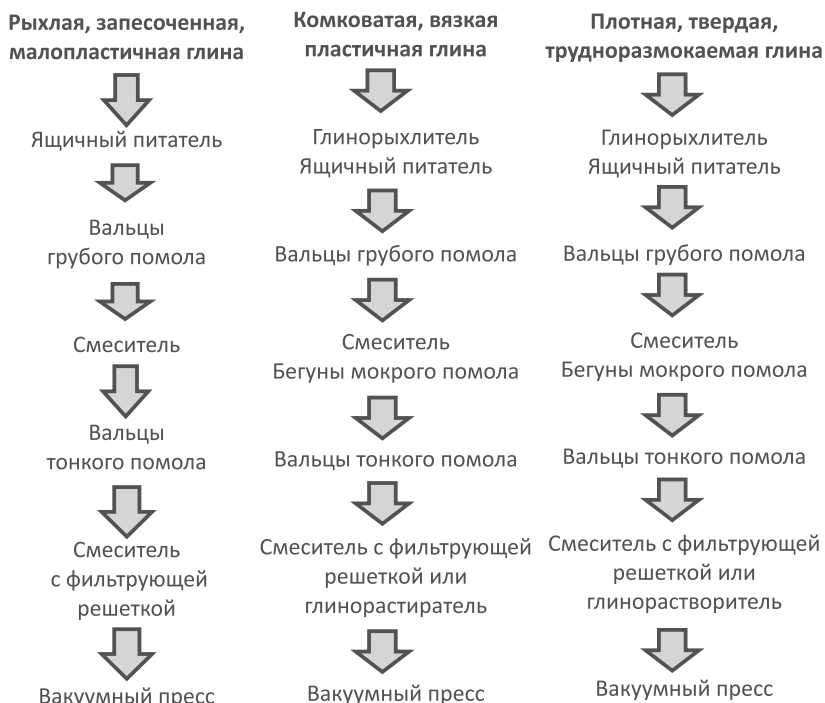 Рыхлая, запесоченная,
малопластичная глина
Ящичный питатель
Вальцы
грубого помола
Смеситель
Вальцы
тонкого помола
Смеситель
с фильтрующей
решеткой
Вакуумный пресс
Комковатая, вязкая
пластичная глина
Глинорыхлитель
Ящичный питатель
Вальцы грубого помола
Смеситель
Бегуны мокрого помола
Вальцы тонкого помола
Смеситель с фильтрующей
решеткой или
глинорастиратель
Вакуумный пресс
Плотная, твердая,
трудноразмокаемая глина
Глинорыхлитель
Ящичный питатель
Вальцы грубого помола
Смеситель
Бегуны мокрого помола
Вальцы тонкого помола
Смеситель с фильтрующей
решеткой или
глинорастворитель
Вакуумный пресс